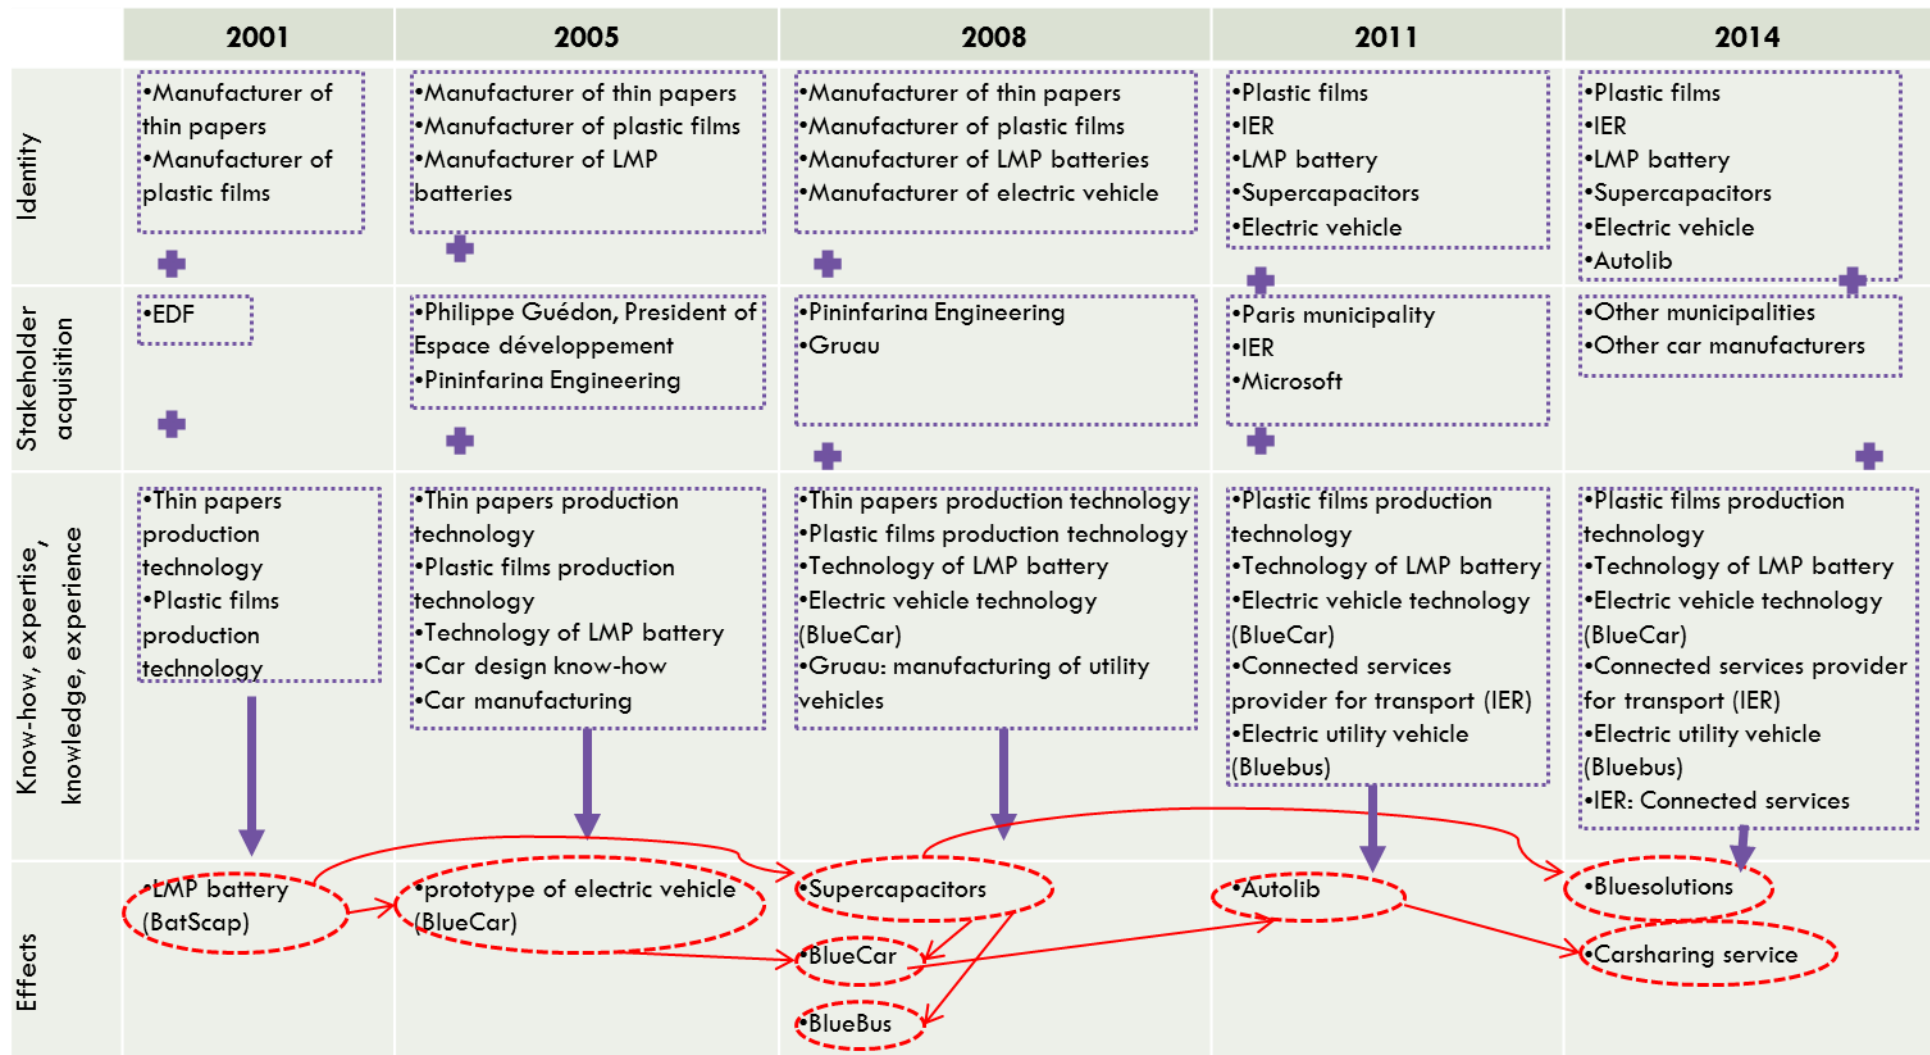 2001
2005
2008
2011
2014
Identity
•Manufacturer of
thin papers
•Manufacturer of
plastic films
•Manufacturer of thin papers
•Manufacturer of plastic films
•Manufacturer of LMP
batteries
•Manufacturer of thin papers
•Manufacturer of plastic films
•Manufacturer of LMP batteries
•Manufacturer of electric vehicle
•Plastic films
•IER
•LMP battery
•Supercapacitors
•Electric vehicle
•Plastic films
•IER
•LMP battery
•Supercapacitors
•Electric vehicle
•Autolib
Stakeholder
acquisition
•EDF
•Philippe Guédon, President of
Espace développement
•Pininfarina Engineering
•Pininfarina Engineering
•Gruau
•Paris municipality
•IER
•Microsoft
•Other municipalities
•Other car manufacturers
Know-how, expertise,
knowledge, experience
•Thin papers
production
technology
•Plastic films
production
technology
•Thin papers production
technology
•Plastic films production
technology
•Technology of LMP battery
•Car design know-how
•Car manufacturing
•Thin papers production technology
•Plastic films production technology
•Technology of LMP battery
•Electric vehicle technology
(BlueCar)
•Gruau: manufacturing of utility
vehicles
•Plastic films production
technology
•Technology of LMP battery
•Electric vehicle technology
(BlueCar)
•Connected services
provider for transport (IER)
•Electric utility vehicle
(Bluebus)
•Plastic films production
technology
•Technology of LMP battery
•Electric vehicle technology
(BlueCar)
•Connected services provider
for transport (IER)
•Electric utility vehicle
(Bluebus)
•IER: Connected services
Effects
•LMP battery
(BatScap)
•prototype of electric vehicle
(BlueCar)
•Supercapacitors
•BlueCar
•BlueBus
•Autolib
•Bluesolutions
•Carsharing service